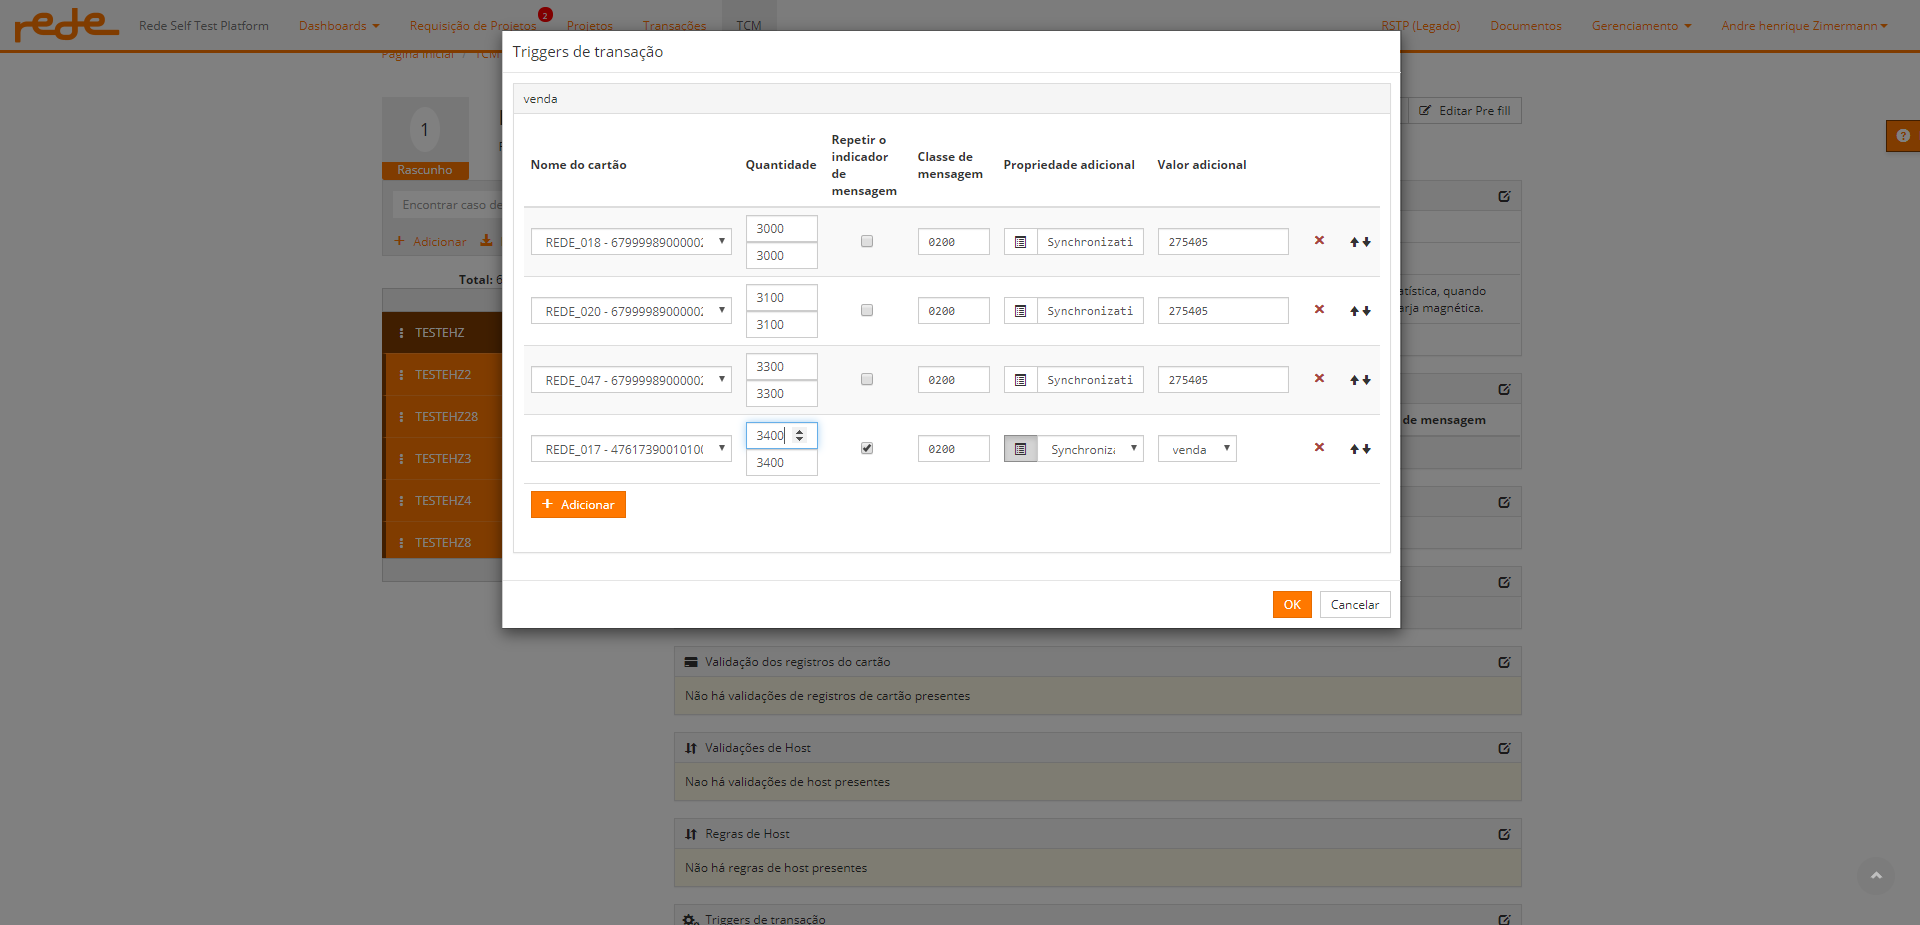 rede
Rede Self Test Platform
Dashboards
Requisição de Projetos
2
Projetos
Transações
TCM
RSTP (Legado)
Documentos
Gerenciamento
Andre henrique Zimermann
Página inicial / TCM
Triggers de transação
venda
1
Rascunho
Editar Pre fill
Encontrar caso de
Adicionar
Total: 6
TESTEHZ
TESTEHZ2
TESTEHZ28
TESTEHZ3
TESTEHZ4
TESTEHZ8
Nome do cartão
Quantidade
Repetir o
indicador
de
mensagem
Classe de
mensagem
Propriedade adicional
Valor adicional
REDE_018 - 67999989000002
3000
3000
0200
Synchronizati
275405
REDE_020 - 67999989000002
3100
3100
0200
Synchronizati
275405
REDE_047 - 67999989000002
3300
3300
0200
Synchronizati
275405
REDE_017 - 4761739001010
3400
3400
0200
Synchroniz
venda
Adicionar
OK
Cancelar
atística, quando
arja magnética.
de mensagem
Validação dos registros do cartão
Não há validações de registros de cartão presentes
Validações de Host
Nao há validações de host presentes
Regras de Host
Não há regras de host presentes
Triggers de transação